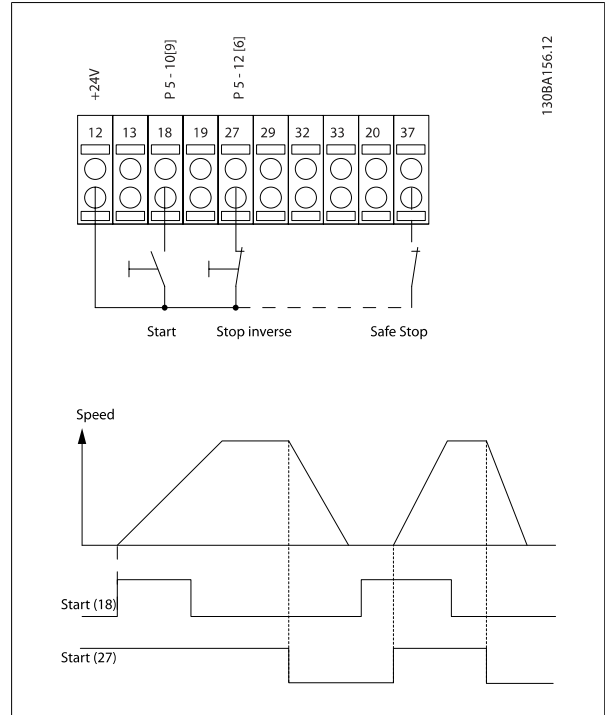 +24V
P 5 - 10[9]
P 5 - 12 [6]
130BA156.12
12 13 18 19 27 29 32 33 20 37
Start Stop inverse Safe Stop
Speed
Start (18)
Start (27)